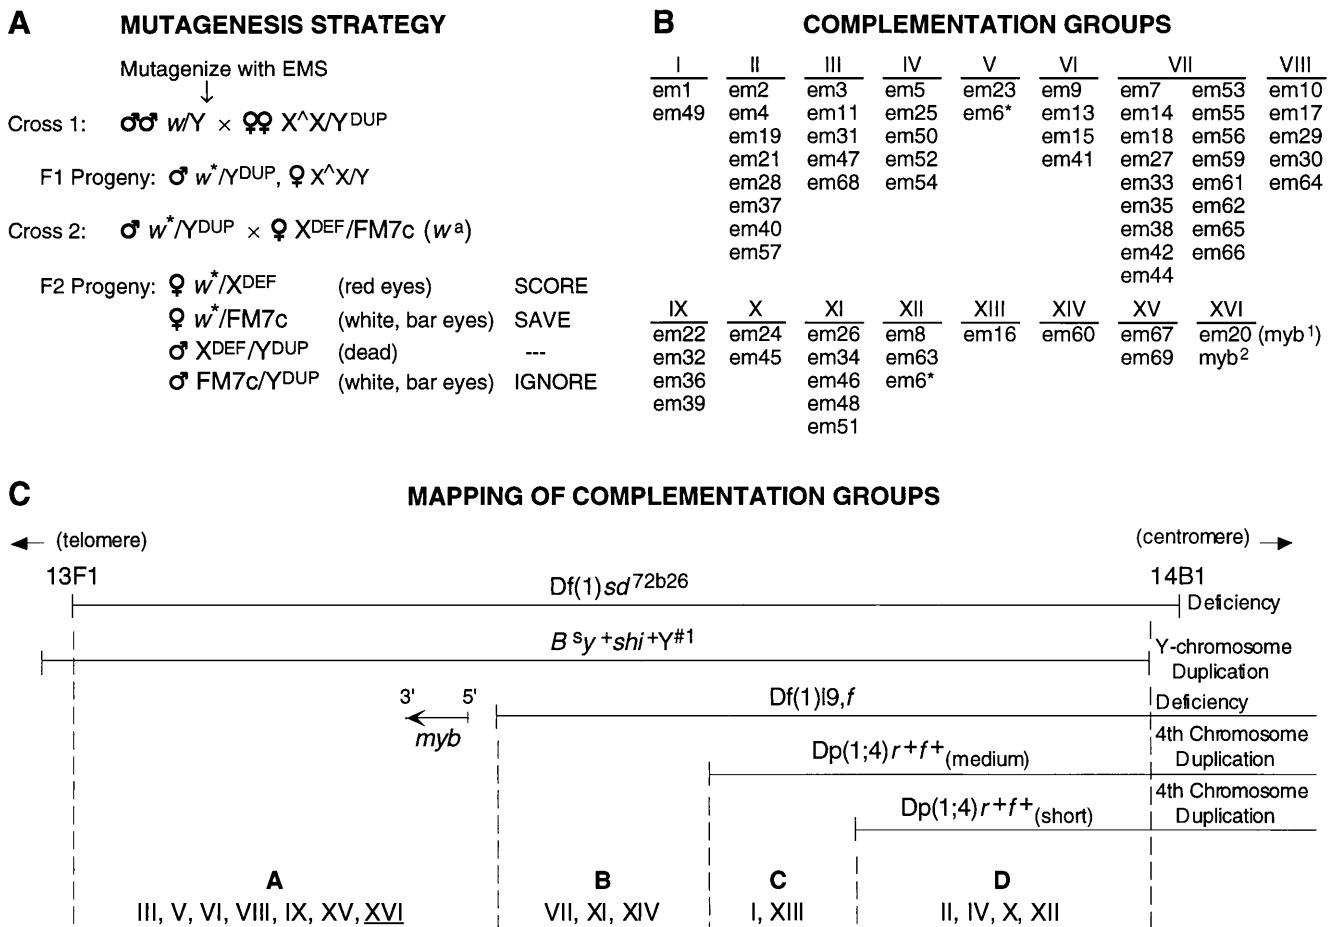 A MUTAGENESIS STRATEGY
Mutagenize with EMS
Cross 1: ♂♂ w/Y × ♀♀ X^X/Y^DUP
F1 Progeny: ♂ w*/Y^DUP, ♀ X^X/Y
Cross 2: ♂ w*/Y^DUP × ♀ X^DEF/FM7c (w^a)
F2 Progeny: ♀ w*/X^DEF (red eyes) SCORE
♀ w*/FM7c (white, bar eyes) SAVE
♂ X^DEF/Y^DUP (dead) ---
♂ FM7c/Y^DUP (white, bar eyes) IGNORE
B COMPLEMENTATION GROUPS
I II III IV V VI VII VIII
em1 em2 em3 em5 em23 em9 em7 em53 em10
em49 em4 em11 em25 em6* em13 em14 em55 em17
em19 em31 em50 em15 em18 em56 em29
em21 em47 em52 em41 em27 em59 em30
em28 em68 em54 em33 em61 em64
em37 em35 em62
em40 em38 em65
em57 em42 em66
em44
IX X XI XII XIII XIV XV XVI
em22 em24 em26 em8 em16 em60 em67 em20 (myb¹)
em32 em45 em34 em63 em69 myb²
em36 em46 em6*
em39 em48
em51
C MAPPING OF COMPLEMENTATION GROUPS
(telomere) (centromere)
13F1 Df(1)sd^72b26 14B1
Deficiency
B^s y^+ shi^+ Y^#1 Y-chromosome
Duplication
3' 5' Df(1)l9,f Deficiency
myb
Dp(1;4)r^+f^+ (medium) 4th Chromosome
Duplication
Dp(1;4)r^+f^+ (short) 4th Chromosome
Duplication
A B C D
III, V, VI, VIII, IX, XV, XVI VII, XI, XIV I, XIII II, IV, X, XII